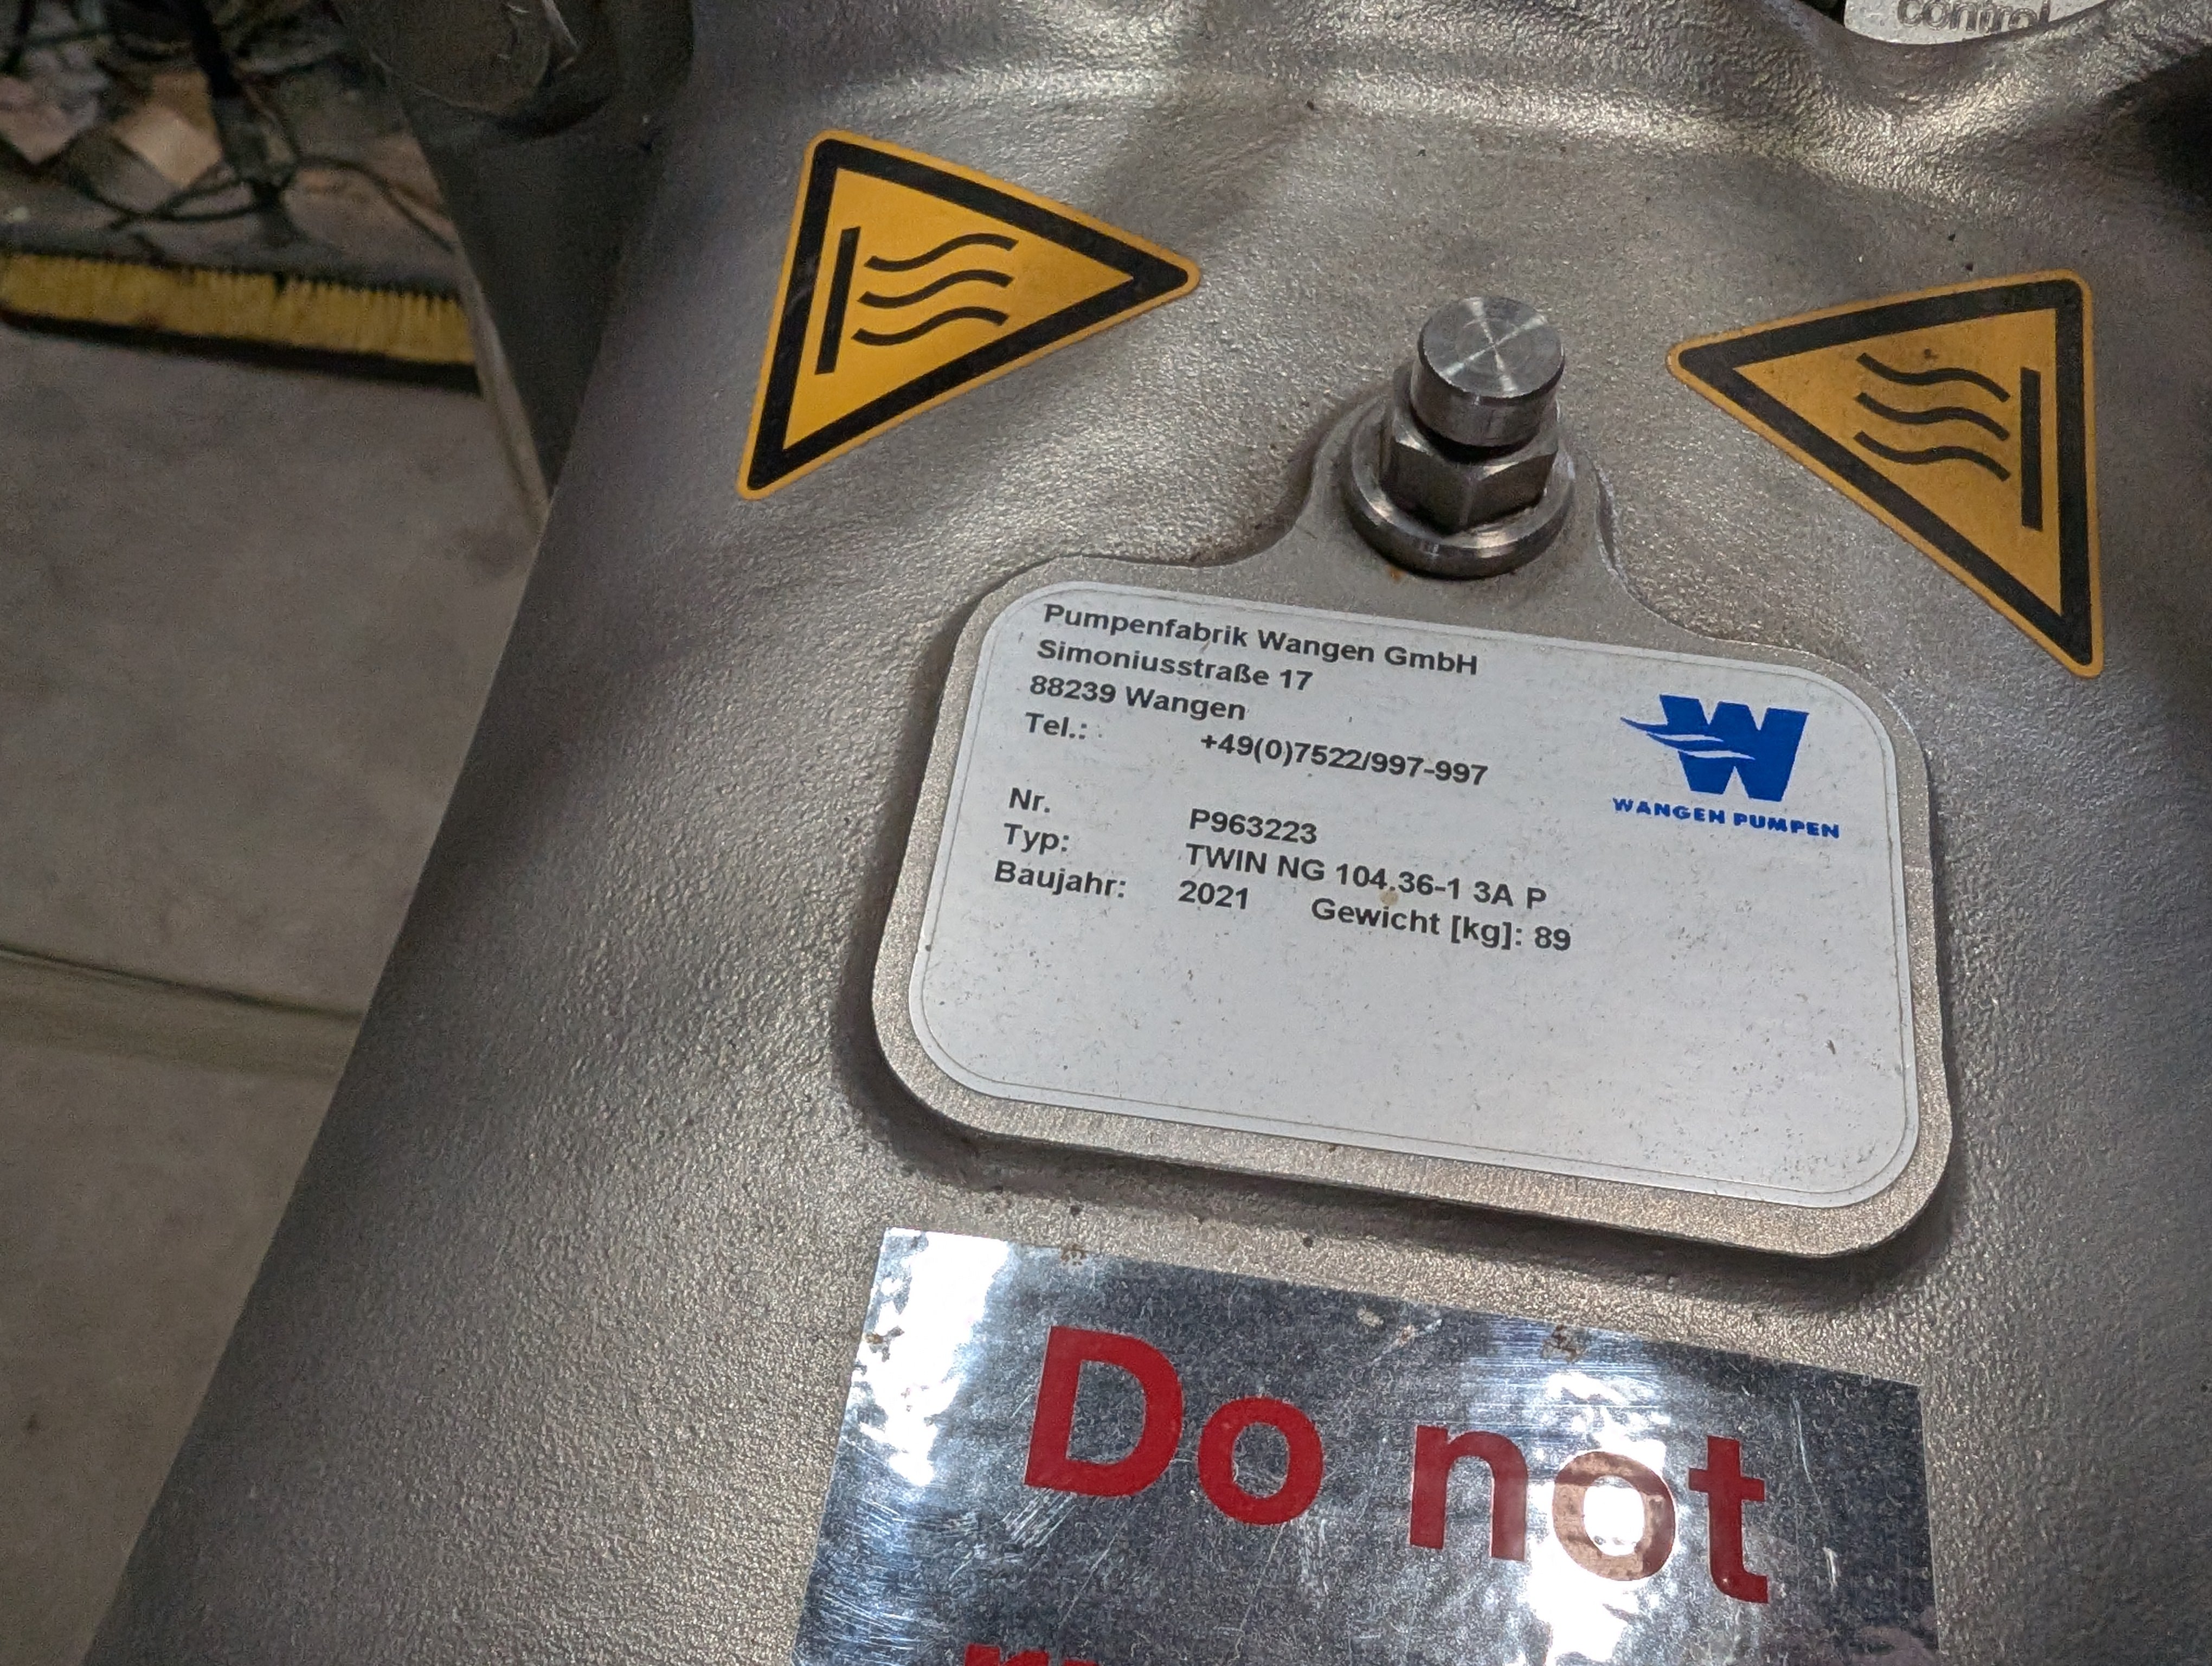 control
Pumpenfabrik Wangen GmbH
Simoniusstraße 17
88239 Wangen
Tel.: +49(0)7522/997-997
WANGEN PUMPEN
Nr. P963223
Typ: TWIN NG 104.36-1 3A P
Baujahr: 2021 Gewicht [kg]: 89
Do not